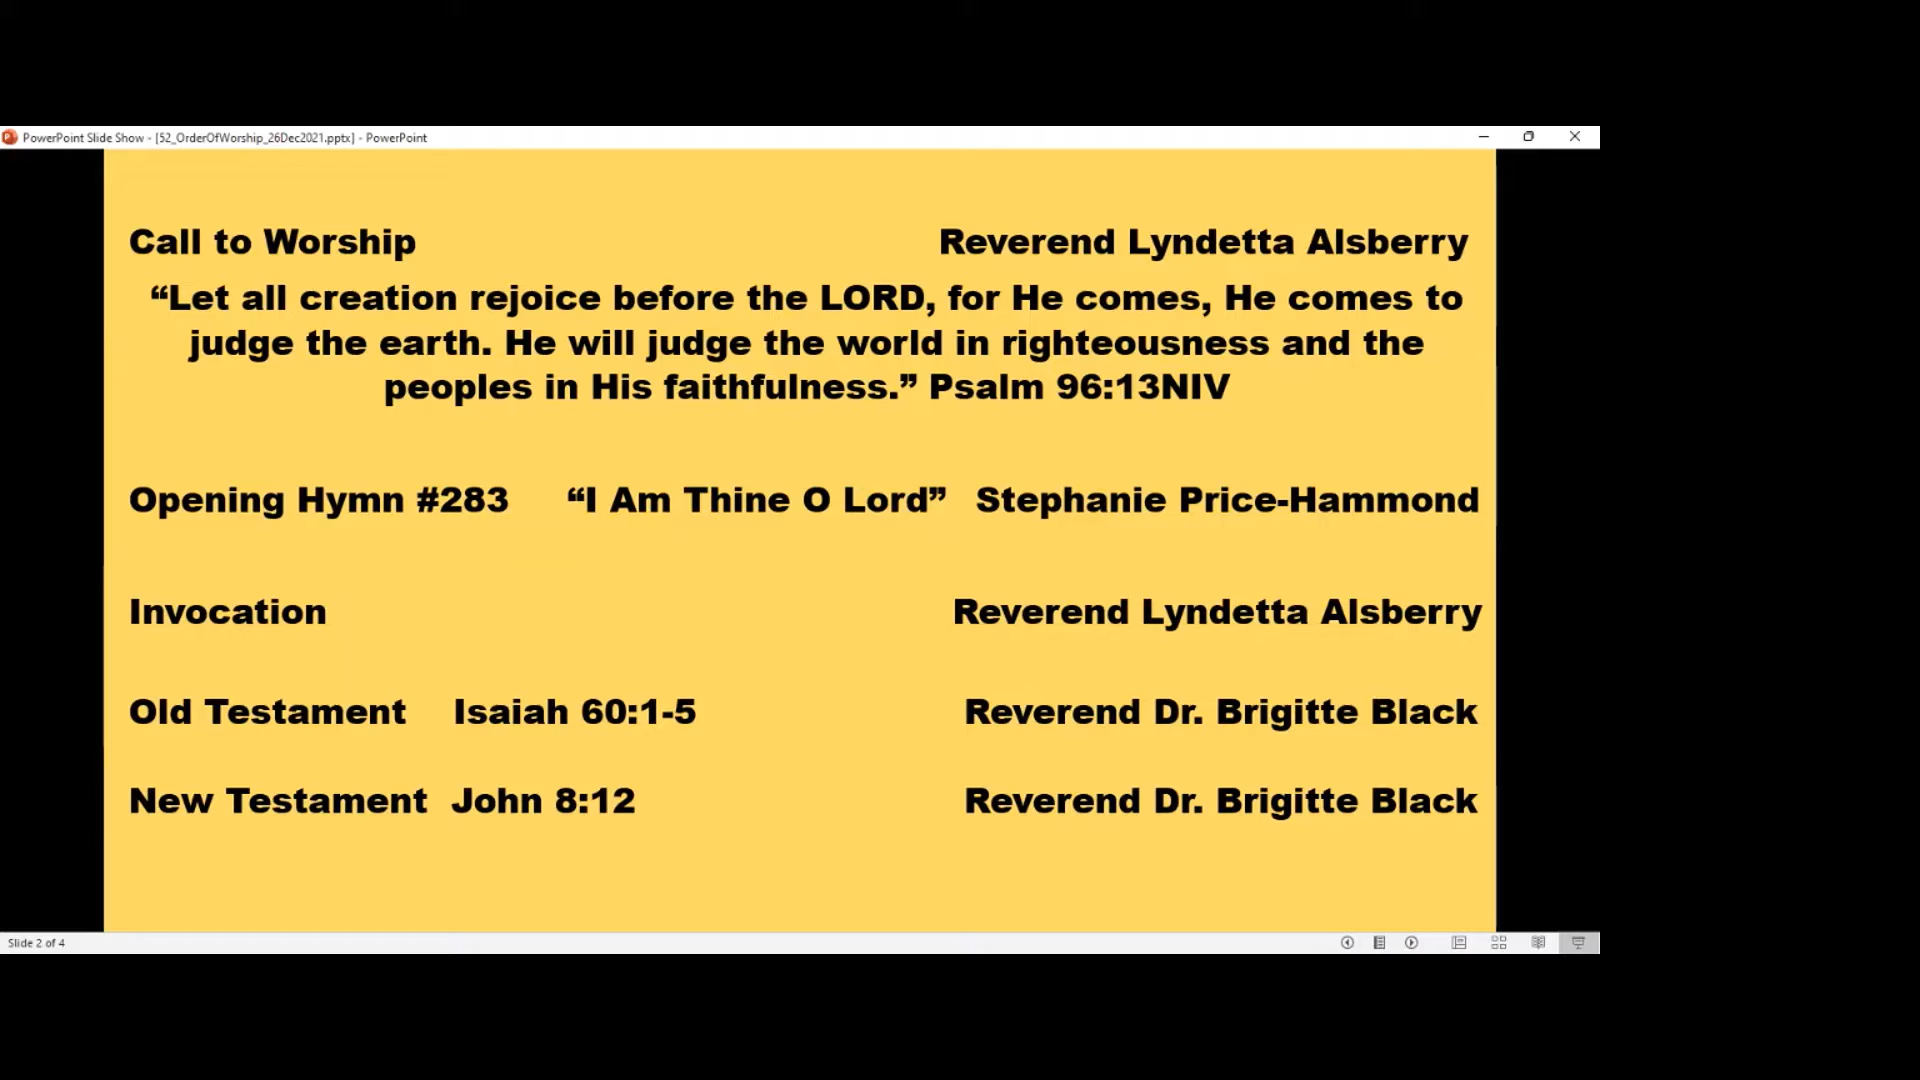 PowerPoint Slide Show - [52_OrderOfWorship_26Dec2021.pptx] - PowerPoint
Call to Worship Reverend Lyndetta Alsberry
“Let all creation rejoice before the LORD, for He comes, He comes to
judge the earth. He will judge the world in righteousness and the
peoples in His faithfulness.” Psalm 96:13NIV
Opening Hymn #283 “I Am Thine O Lord” Stephanie Price-Hammond
Invocation Reverend Lyndetta Alsberry
Old Testament Isaiah 60:1-5 Reverend Dr. Brigitte Black
New Testament John 8:12 Reverend Dr. Brigitte Black
Slide 2 of 4